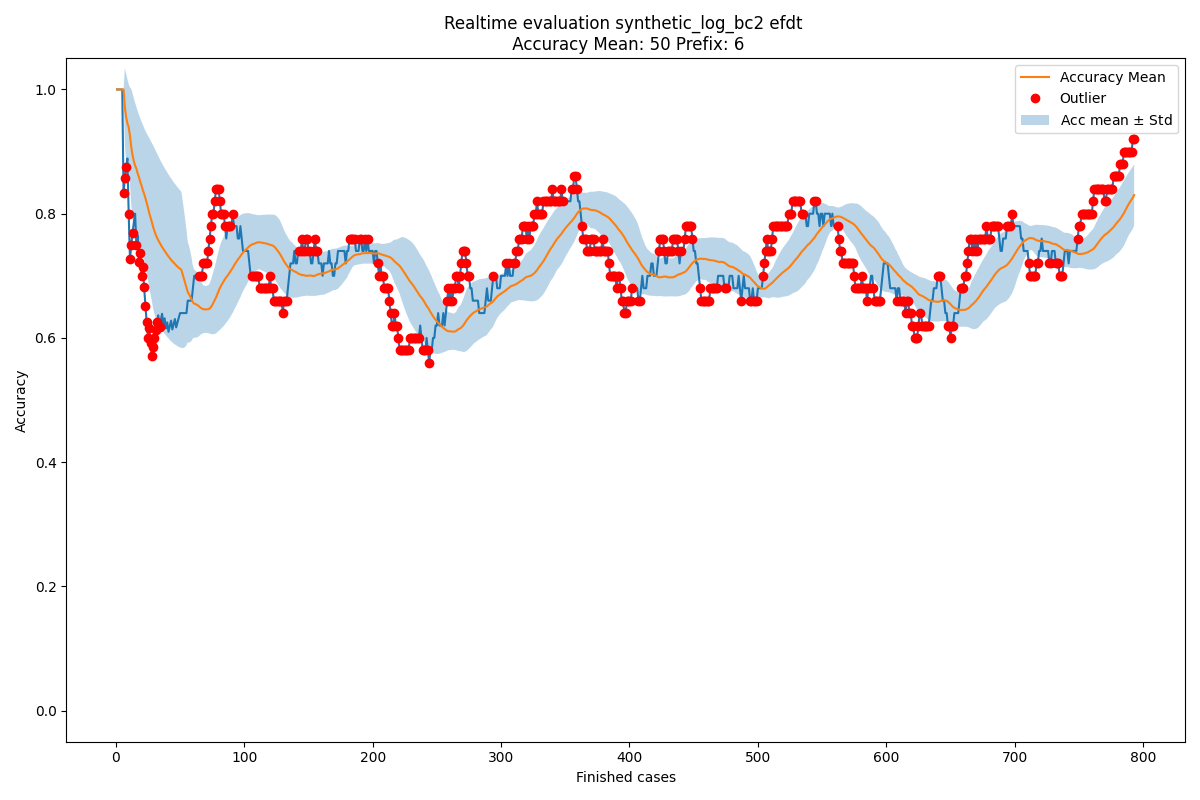 Realtime evaluation synthetic_log_bc2 efdt
Accuracy Mean: 50 Prefix: 6
Accuracy Mean
Outlier
Acc mean ± Std
1.0
0.8
0.6
0.4
0.2
0.0
Accuracy
0 100 200 300 400 500 600 700 800
Finished cases